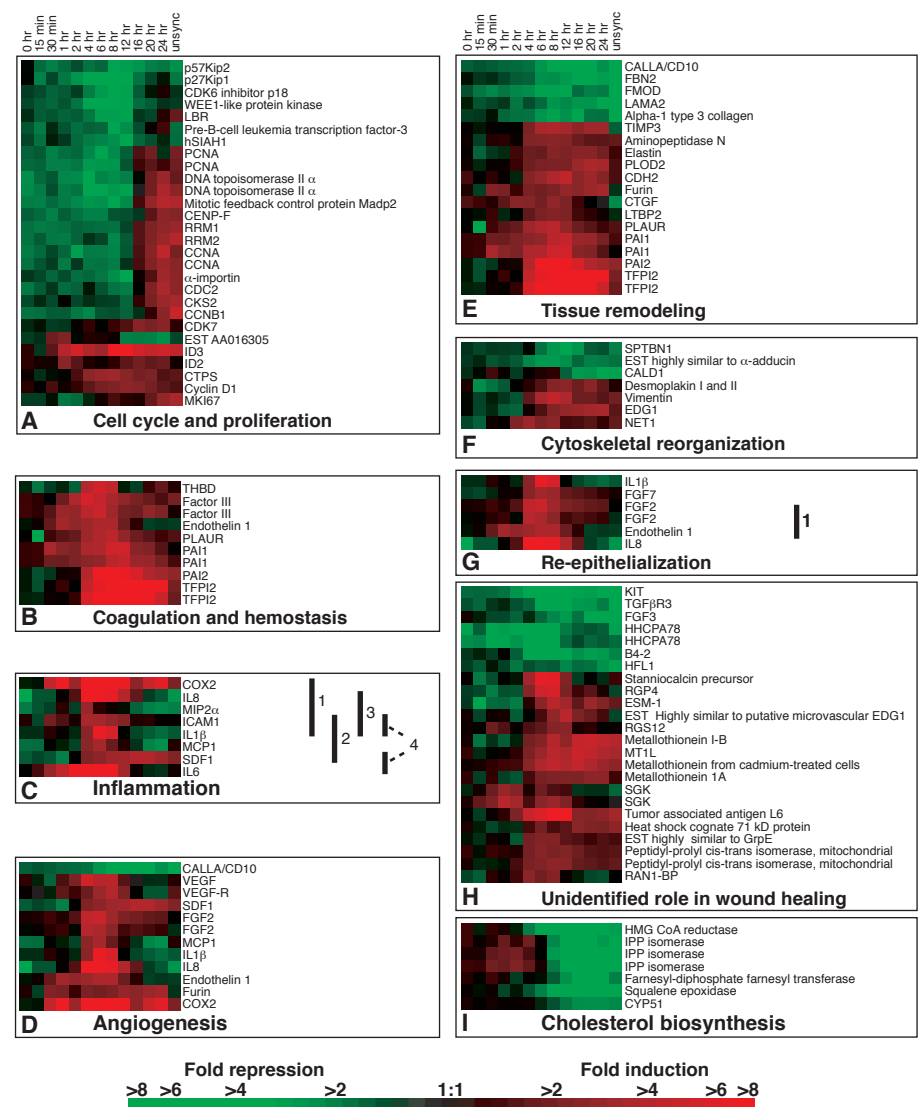 0 hr
15 min
30 min
1 hr
2 hr
4 hr
6 hr
8 hr
12 hr
16 hr
20 hr
24 hr
unsync
p57Kip2
p27Kip1
CDK6 inhibitor p18
WEE1-like protein kinase
LBR
Pre-B-cell leukemia transcription factor-3
hSIAH1
PCNA
PCNA
DNA topoisomerase II α
DNA topoisomerase II α
Mitotic feedback control protein Madp2
CENP-F
RRM1
RRM2
CCNA
CCNA
α-importin
CDC2
CKS2
CCNB1
CDK7
EST AA016305
ID3
ID2
CTPS
Cyclin D1
MKI67
A Cell cycle and proliferation
THBD
Factor III
Factor III
Endothelin 1
PLAUR
PAI1
PAI1
PAI2
TFPI2
TFPI2
B Coagulation and hemostasis
COX2
IL8
MIP2α
ICAM1
IL1β
MCP1
SDF1
IL6
1
2
3
4
C Inflammation
CALLA/CD10
VEGF
VEGF-R
SDF1
FGF2
FGF2
MCP1
IL1β
IL8
Endothelin 1
Furin
COX2
D Angiogenesis
0 hr
15 min
30 min
1 hr
2 hr
4 hr
6 hr
8 hr
12 hr
16 hr
20 hr
24 hr
unsync
CALLA/CD10
FBN2
FMOD
LAMA2
Alpha-1 type 3 collagen
TIMP3
Aminopeptidase N
Elastin
PLOD2
CDH2
Furin
CTGF
LTBP2
PLAUR
PAI1
PAI1
PAI2
TFPI2
TFPI2
E Tissue remodeling
SPTBN1
EST highly similar to α-adducin
CALD1
Desmoplakin I and II
Vimentin
EDG1
NET1
F Cytoskeletal reorganization
IL1β
FGF7
FGF2
FGF2
Endothelin 1
IL8
1
G Re-epithelialization
KIT
TGFβR3
FGF3
HHCPA78
HHCPA78
B4-2
HFL1
Stanniocalcin precursor
RGP4
ESM-1
EST Highly similar to putative microvascular EDG1
RGS12
Metallothionein I-B
MT1L
Metallothionein from cadmium-treated cells
Metallothionein 1A
SGK
SGK
Tumor associated antigen L6
Heat shock cognate 71 kD protein
EST highly similar to GrpE
Peptidyl-prolyl cis-trans isomerase, mitochondrial
Peptidyl-prolyl cis-trans isomerase, mitochondrial
RAN1-BP
H Unidentified role in wound healing
HMG CoA reductase
IPP isomerase
IPP isomerase
IPP isomerase
Farnesyl-diphosphate farnesyl transferase
Squalene epoxidase
CYP51
I Cholesterol biosynthesis
Fold repression Fold induction
>8 >6 >4 >2 1:1 >2 >4 >6 >8